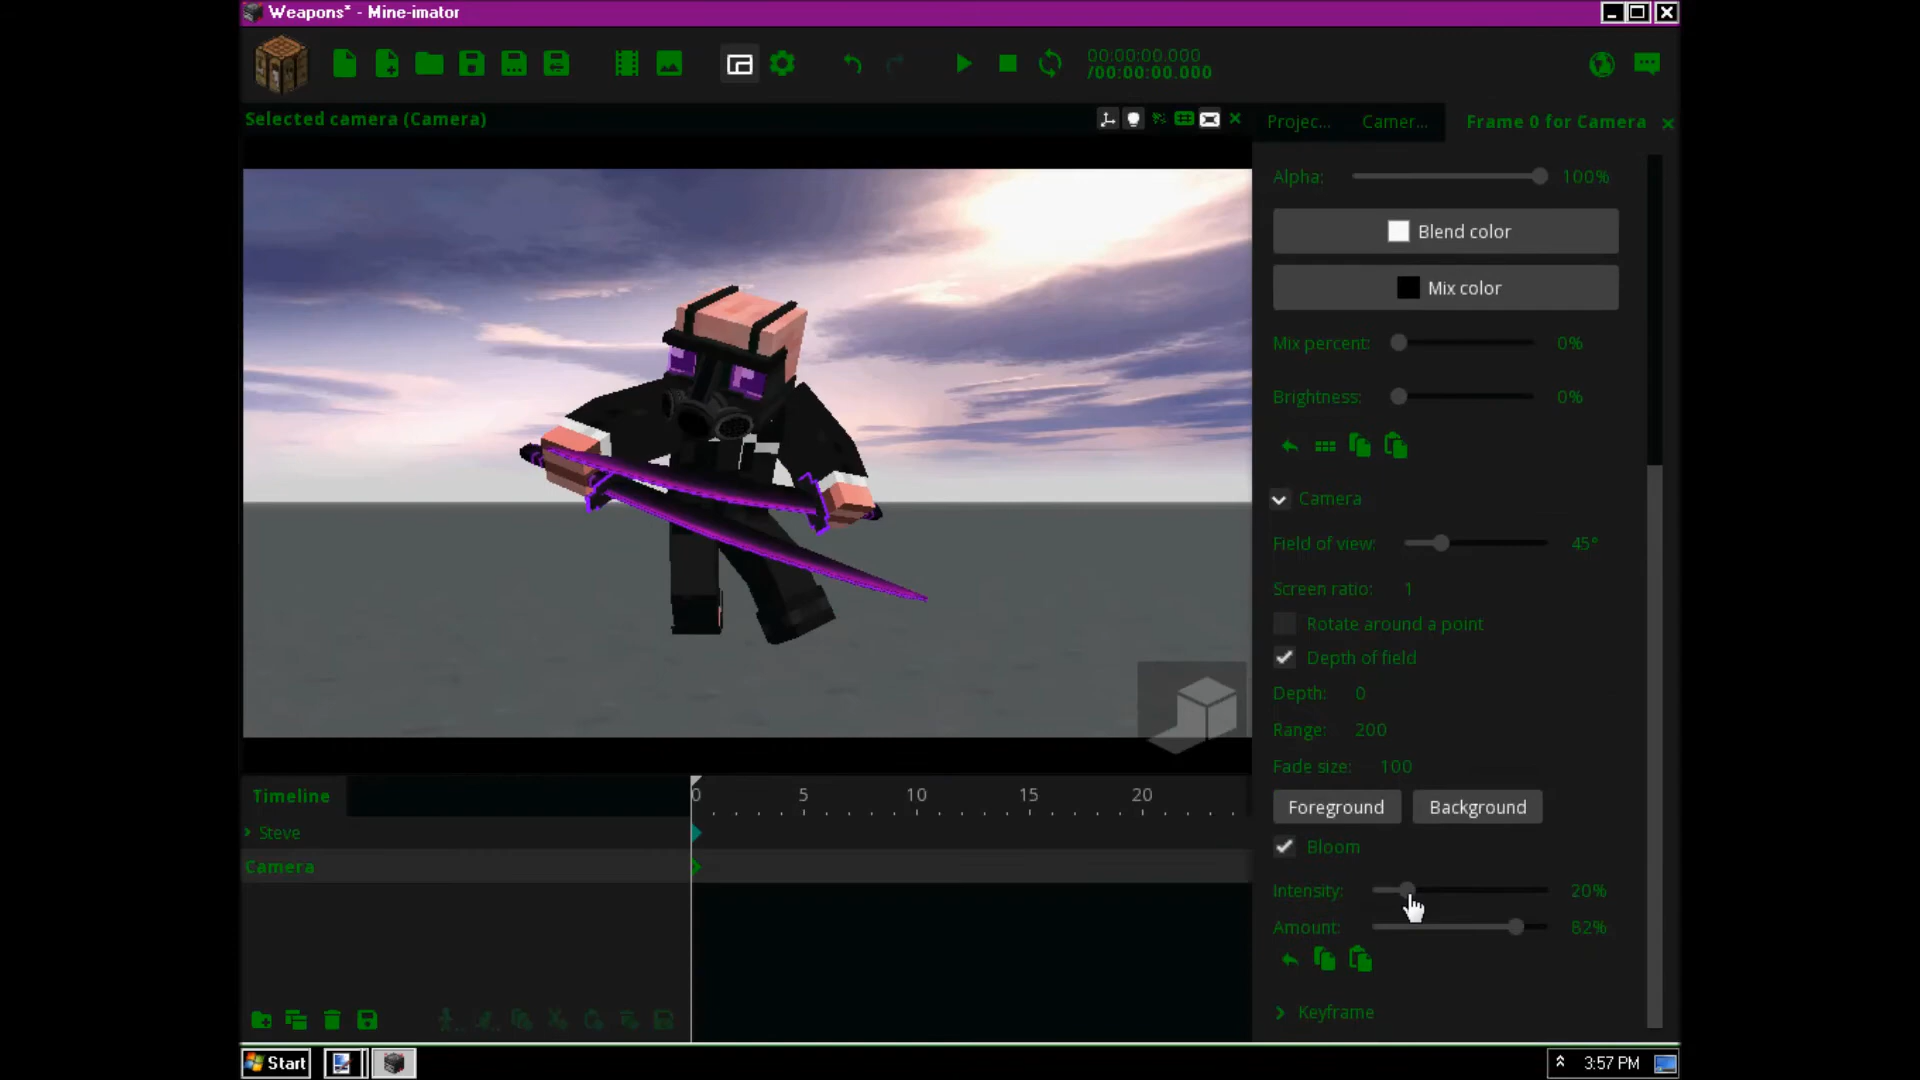 Weapons* - Mine-imator
00:00:00.000
/00:00:00.000
Selected camera (Camera)
Projec...
Camer...
Frame 0 for Camera
Alpha:
100%
Blend color
Mix color
Mix percent:
0%
Brightness:
0%
Camera
Field of view:
45°
Screen ratio:
1
Rotate around a point
Depth of field
Depth:
0
Range:
200
Fade size:
100
Foreground
Background
Bloom
Intensity:
20%
Amount:
82%
Keyframe
Timeline
0
5
10
15
20
Steve
Camera
Start
3:57 PM